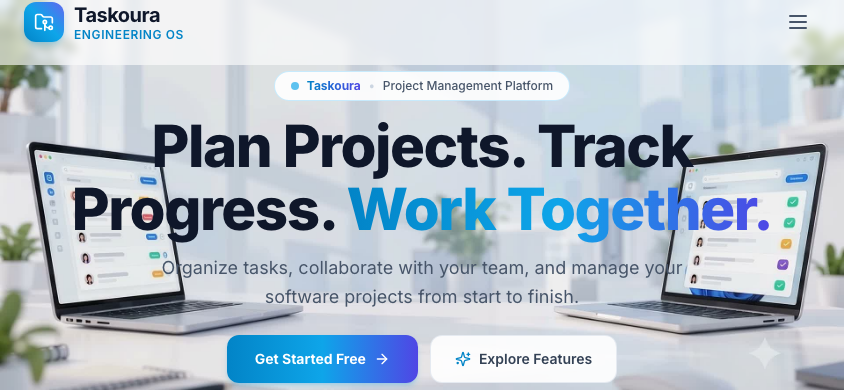 Taskoura
ENGINEERING OS
Taskoura • Project Management Platform
Plan Projects. Track
Progress. Work Together.
Organize tasks, collaborate with your team, and manage your
software projects from start to finish.
Get Started Free →
Explore Features